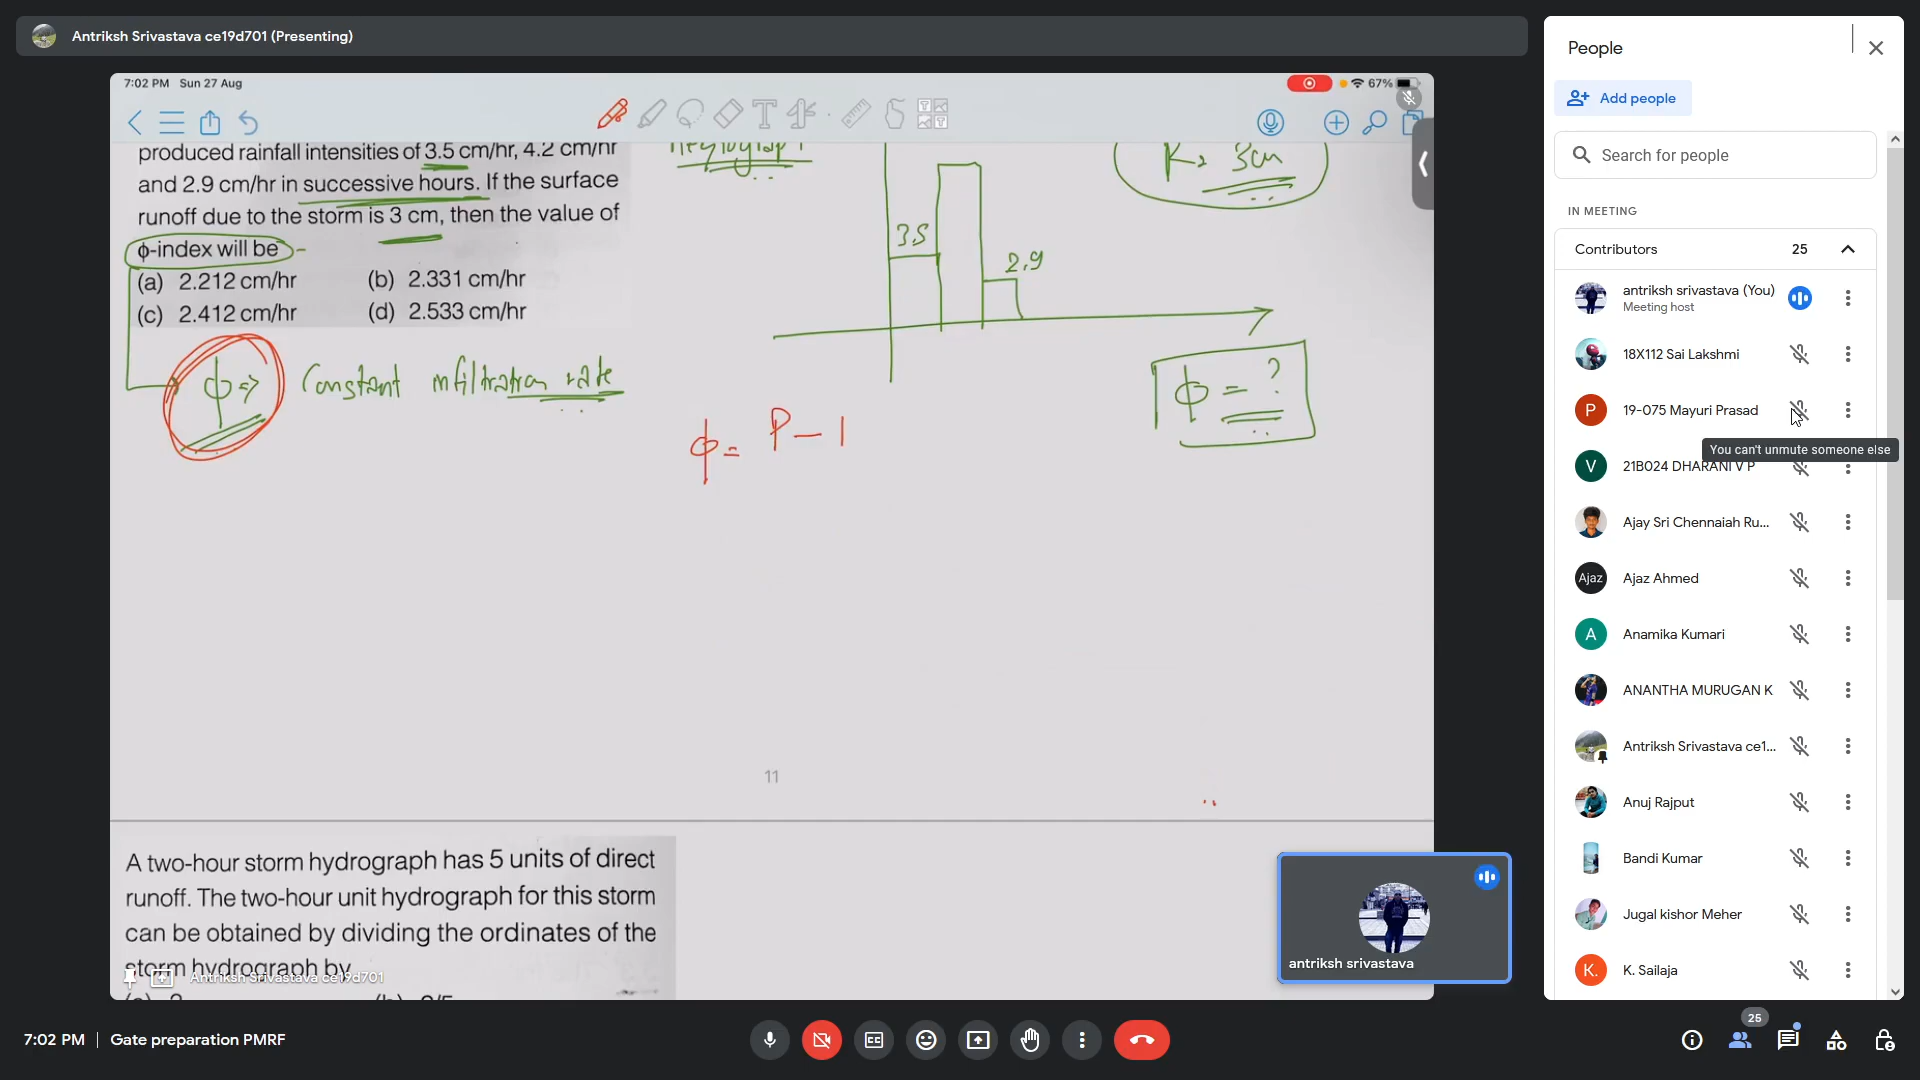 Antriksh Srivastava ce19d701 (Presenting)
7:02 PM Sun 27 Aug
67%
produced rainfall intensities of 3.5 cm/hr, 4.2 cm/hr
and 2.9 cm/hr in successive hours. If the surface
runoff due to the storm is 3 cm, then the value of
ϕ-index will be
(a) 2.212 cm/hr (b) 2.331 cm/hr
(c) 2.412 cm/hr (d) 2.533 cm/hr
3.5
2.9
3cm
ϕ ⇒ Constant infiltration rate
ϕ = ?
ϕ = P - I
11
A two-hour storm hydrograph has 5 units of direct
runoff. The two-hour unit hydrograph for this storm
can be obtained by dividing the ordinates of the
storm hydrograph by
Antriksh Srivastava ce19d701
antriksh srivastava
7:02 PM | Gate preparation PMRF
People
Add people
Search for people
IN MEETING
Contributors 25
antriksh srivastava (You)
Meeting host
18X112 Sai Lakshmi
P 19-075 Mayuri Prasad
You can't unmute someone else
V 21B024 DHARANI V P
Ajay Sri Chennaiah Ru...
Ajaz Ajaz Ahmed
A Anamika Kumari
ANANTHA MURUGAN K
Antriksh Srivastava ce1...
Anuj Rajput
Bandi Kumar
Jugal kishor Meher
K. K. Sailaja
25